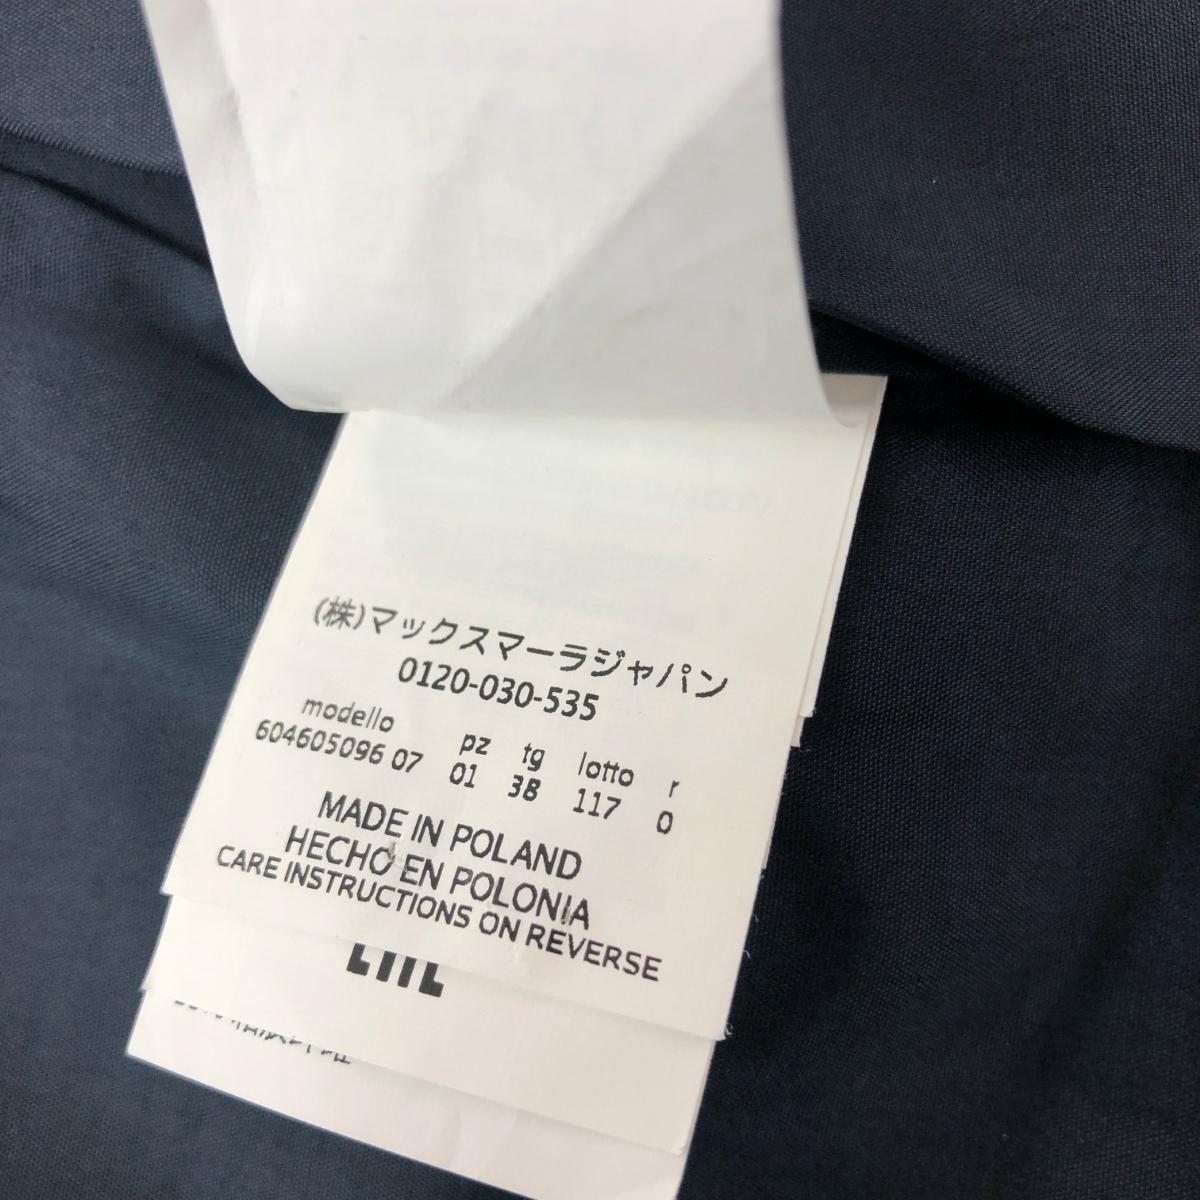 (株)マックスマーラジャパン
0120-030-535
modello pz tg lotto r
604605096 07 01 38 117 0
MADE IN POLAND
HECHO EN POLONIA
CARE INSTRUCTIONS ON REVERSE